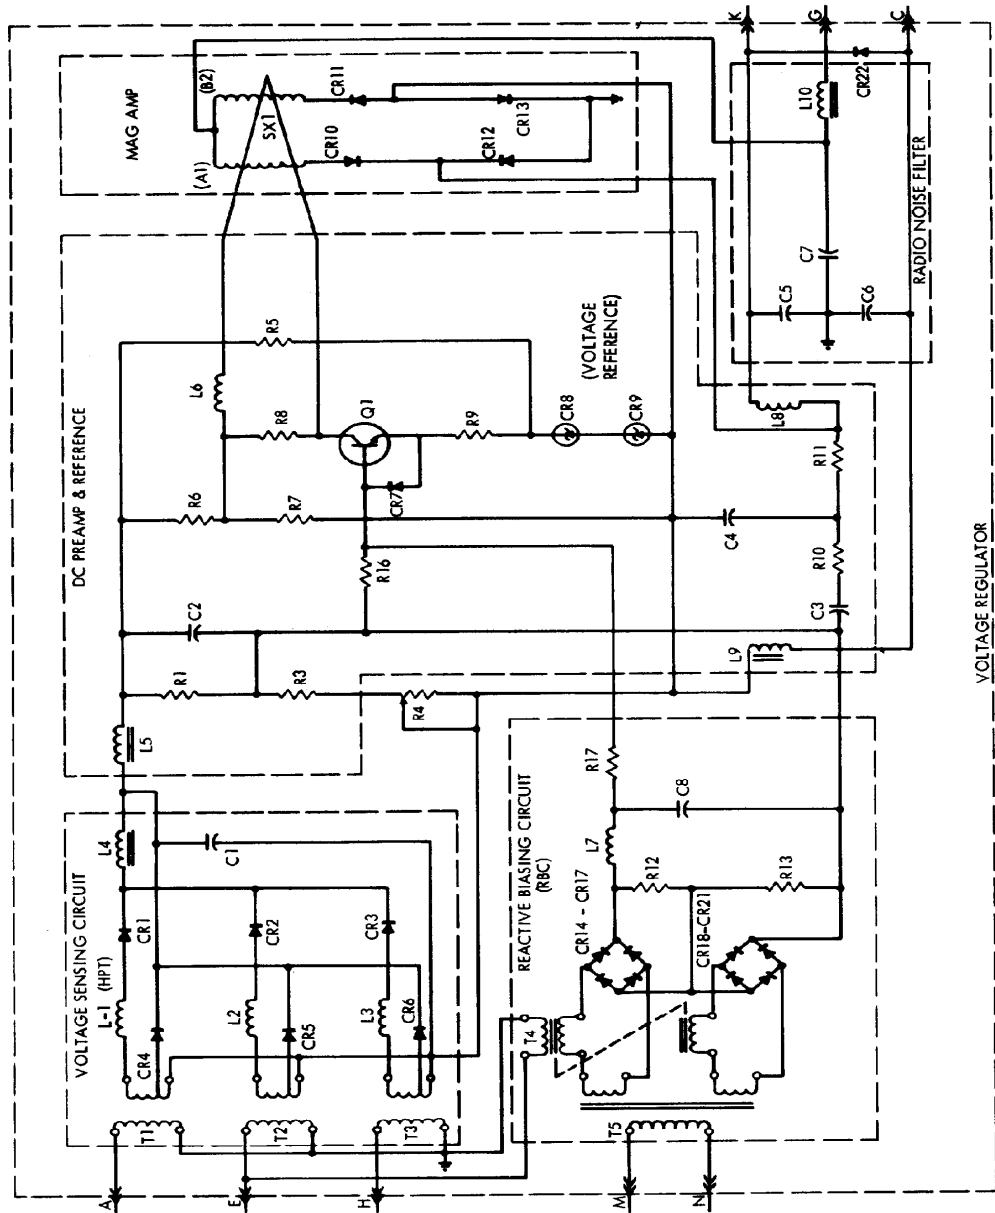 K
G
C
MAG AMP
(B2)
(A1)
SX1
CR11
CR10
CR13
CR12
L10
CR22
RADIO NOISE FILTER
C7
C5
C6
DC PREAMP & REFERENCE
R5
L6
R8
Q1
R9
CR8
CR9
(VOLTAGE
REFERENCE)
CR7
R6
R7
R16
C2
C4
L8
R11
R10
C3
L9
R1
R3
R4
L5
VOLTAGE REGULATOR
VOLTAGE SENSING CIRCUIT
L4
C1
CR1
CR2
CR3
L-1 (HPT)
L2
L3
CR4
CR5
CR6
T1
T2
T3
A
E
H
REACTIVE BIASING CIRCUIT
(RBC)
R17
C8
L7
R12
R13
CR14 - CR17
CR18-CR21
T4
T5
M
N